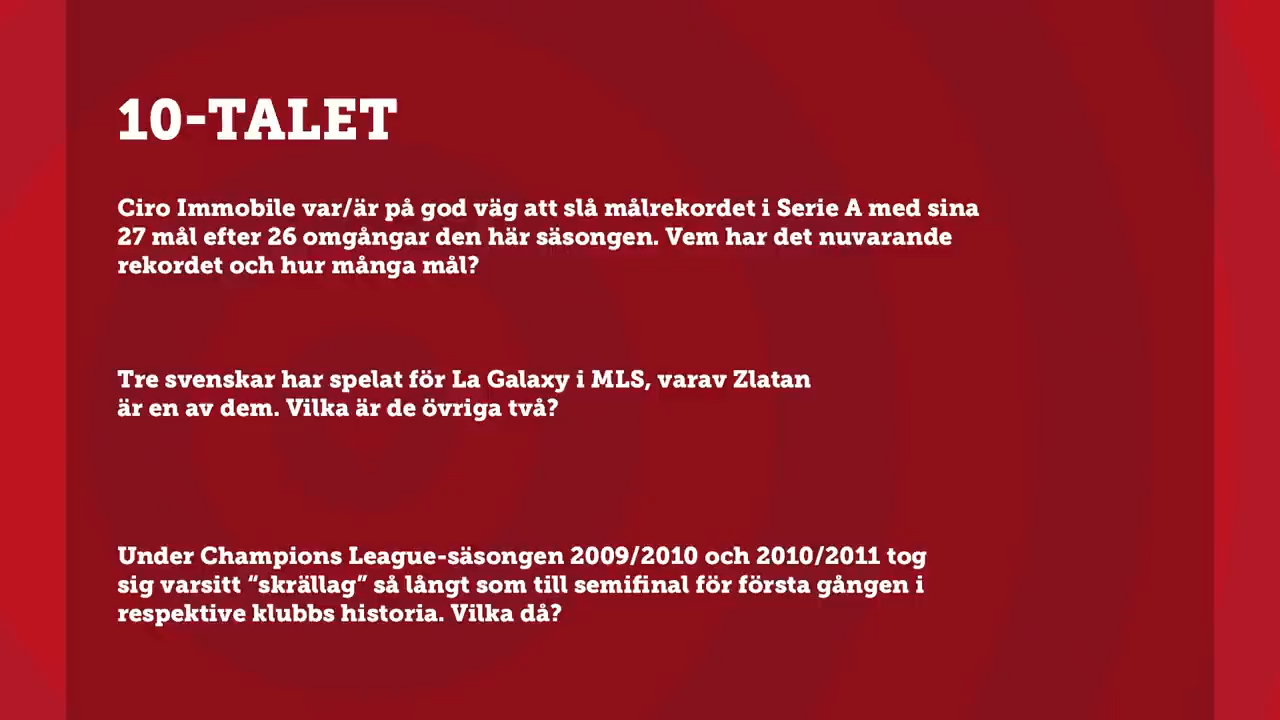 10-TALET
Ciro Immobile var/är på god väg att slå målrekordet i Serie A med sina
27 mål efter 26 omgångar den här säsongen. Vem har det nuvarande
rekordet och hur många mål?
Tre svenskar har spelat för La Galaxy i MLS, varav Zlatan
är en av dem. Vilka är de övriga två?
Under Champions League-säsongen 2009/2010 och 2010/2011 tog
sig varsitt “skrällag” så långt som till semifinal för första gången i
respektive klubbs historia. Vilka då?